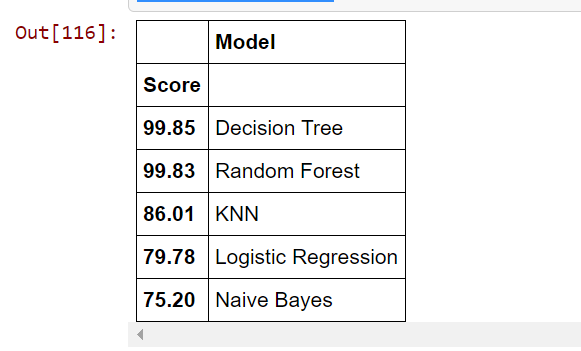 Out[116]:
Model
Score
99.85 Decision Tree
99.83 Random Forest
86.01 KNN
79.78 Logistic Regression
75.20 Naive Bayes